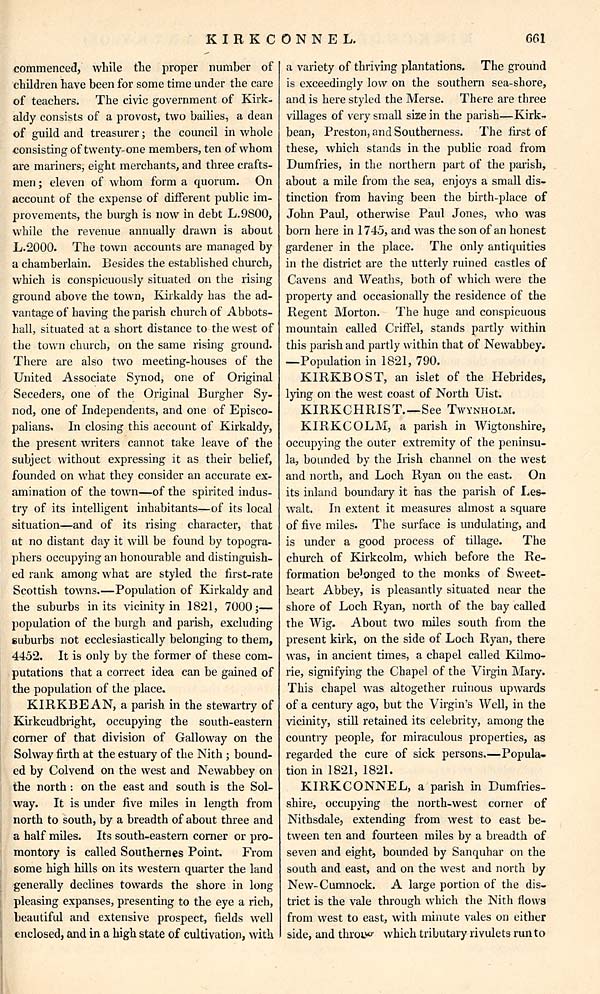 KIRKCONNEL.
661
commenced, while the proper number of
children have been for some time under the care
of teachers. The civic government of Kirk-
aldy consists of a provost, two bailies, a dean
of guild and treasurer; the council in whole
consisting of twenty-one members, ten of whom
are mariners, eight merchants, and three crafts-
men; eleven of whom form a quorum. On
account of the expense of different public im-
provements, the burgh is now in debt L.9800,
while the revenue annually drawn is about
L.2000. The town accounts are managed by
a chamberlain. Besides the established church,
which is conspicuously situated on the rising
ground above the town, Kirkaldy has the ad-
vantage of having the parish church of Abbots-
hall, situated at a short distance to the west of
the town church, on the same rising ground.
There are also two meeting-houses of the
United Associate Synod, one of Original
Seceders, one of the Original Burgher Sy-
nod, one of Independents, and one of Episco-
palians. In closing this account of Kirkaldy,
the present writers cannot take leave of the
subject without expressing it as their belief,
founded on what they consider an accurate ex-
amination of the town—of the spirited indus-
try of its intelligent inhabitants—of its local
situation—and of its rising character, that
at no distant day it will be found by topogra-
phers occupying an honourable and distinguish-
ed rank among what are styled the first-rate
Scottish towns.—Population of Kirkaldy and
the suburbs in its vicinity in 1821, 7000;—
population of the burgh and parish, excluding
suburbs not ecclesiastically belonging to them,
4452. It is only by the former of these com-
putations that a correct idea can be gained of
the population of the place.
KIRKBEAN, a parish in the stewartry of
Kirkcudbright, occupying the south-eastern
corner of that division of Galloway on the
Solway firth at the estuary of the Nith; bound-
ed by Colvend on the west and Newabbey on
the north: on the east and south is the Sol-
way. It is under five miles in length from
north to south, by a breadth of about three and
a half miles. Its south-eastern corner or pro-
montory is called Southernes Point. From
some high hills on its western quarter the land
generally declines towards the shore in long
pleasing expanses, presenting to the eye a rich,
beautiful and extensive prospect, fields well
enclosed, and in a high state of cultivation, with
a variety of thriving plantations. The ground
is exceedingly low on the southern sea-shore,
and is here styled the Merse. There are three
villages of very small size in the parish—Kirk-
bean, Preston, and Southerness. The first of
these, which stands in the public road from
Dumfries, in the northern part of the parish,
about a mile from the sea, enjoys a small dis-
tinction from having been the birth-place of
John Paul, otherwise Paul Jones, who was
born here in 1745, and was the son of an honest
gardener in the place. The only antiquities
in the district are the utterly ruined castles of
Cavens and Weaths, both of which were the
property and occasionally the residence of the
Regent Morton. The huge and conspicuous
mountain called Criffel, stands partly within
this parish and partly within that of Newabbey.
—Population in 1821, 790.
KIRKBOST, an islet of the Hebrides,
lying on the west coast of North Uist.
KIRKCHRIST.—See TWYNHOLM.
KIRKCOLM, a parish in Wigtonshire,
occupying the outer extremity of the peninsu-
la, bounded by the Irish channel on the west
and north, and Loch Ryan on the east. On
its inland boundary it has the parish of Les-
walt. In extent it measures almost a square
of five miles. The surface is undulating, and
is under a good process of tillage. The
church of Kirkcolm, which before the Re-
formation belonged to the monks of Sweet-
heart Abbey, is pleasantly situated near the
shore of Loch Ryan, north of the bay called
the Wig. About two miles south from the
present kirk, on the side of Loch Ryan, there
was, in ancient times, a chapel called Kilmo-
rie, signifying the Chapel of the Virgin Mary.
This chapel was altogether ruinous upwards
of a century ago, but the Virgin's Well, in the
vicinity, still retained its celebrity, among the
country people, for miraculous properties, as
regarded the cure of sick persons.—Popula-
tion in 1821, 1821.
KIRKCONNEL, a parish in Dumfries-
shire, occupying the north-west corner of
Nithsdale, extending from west to east be-
tween ten and fourteen miles by a breadth of
seven and eight, bounded by Sanquhar on the
south and east, and on the west and north by
New-Cumnock. A large portion of the dis-
trict is the vale through which the Nith flows
from west to east, with minute vales on either
side, and which tributary rivulets run to